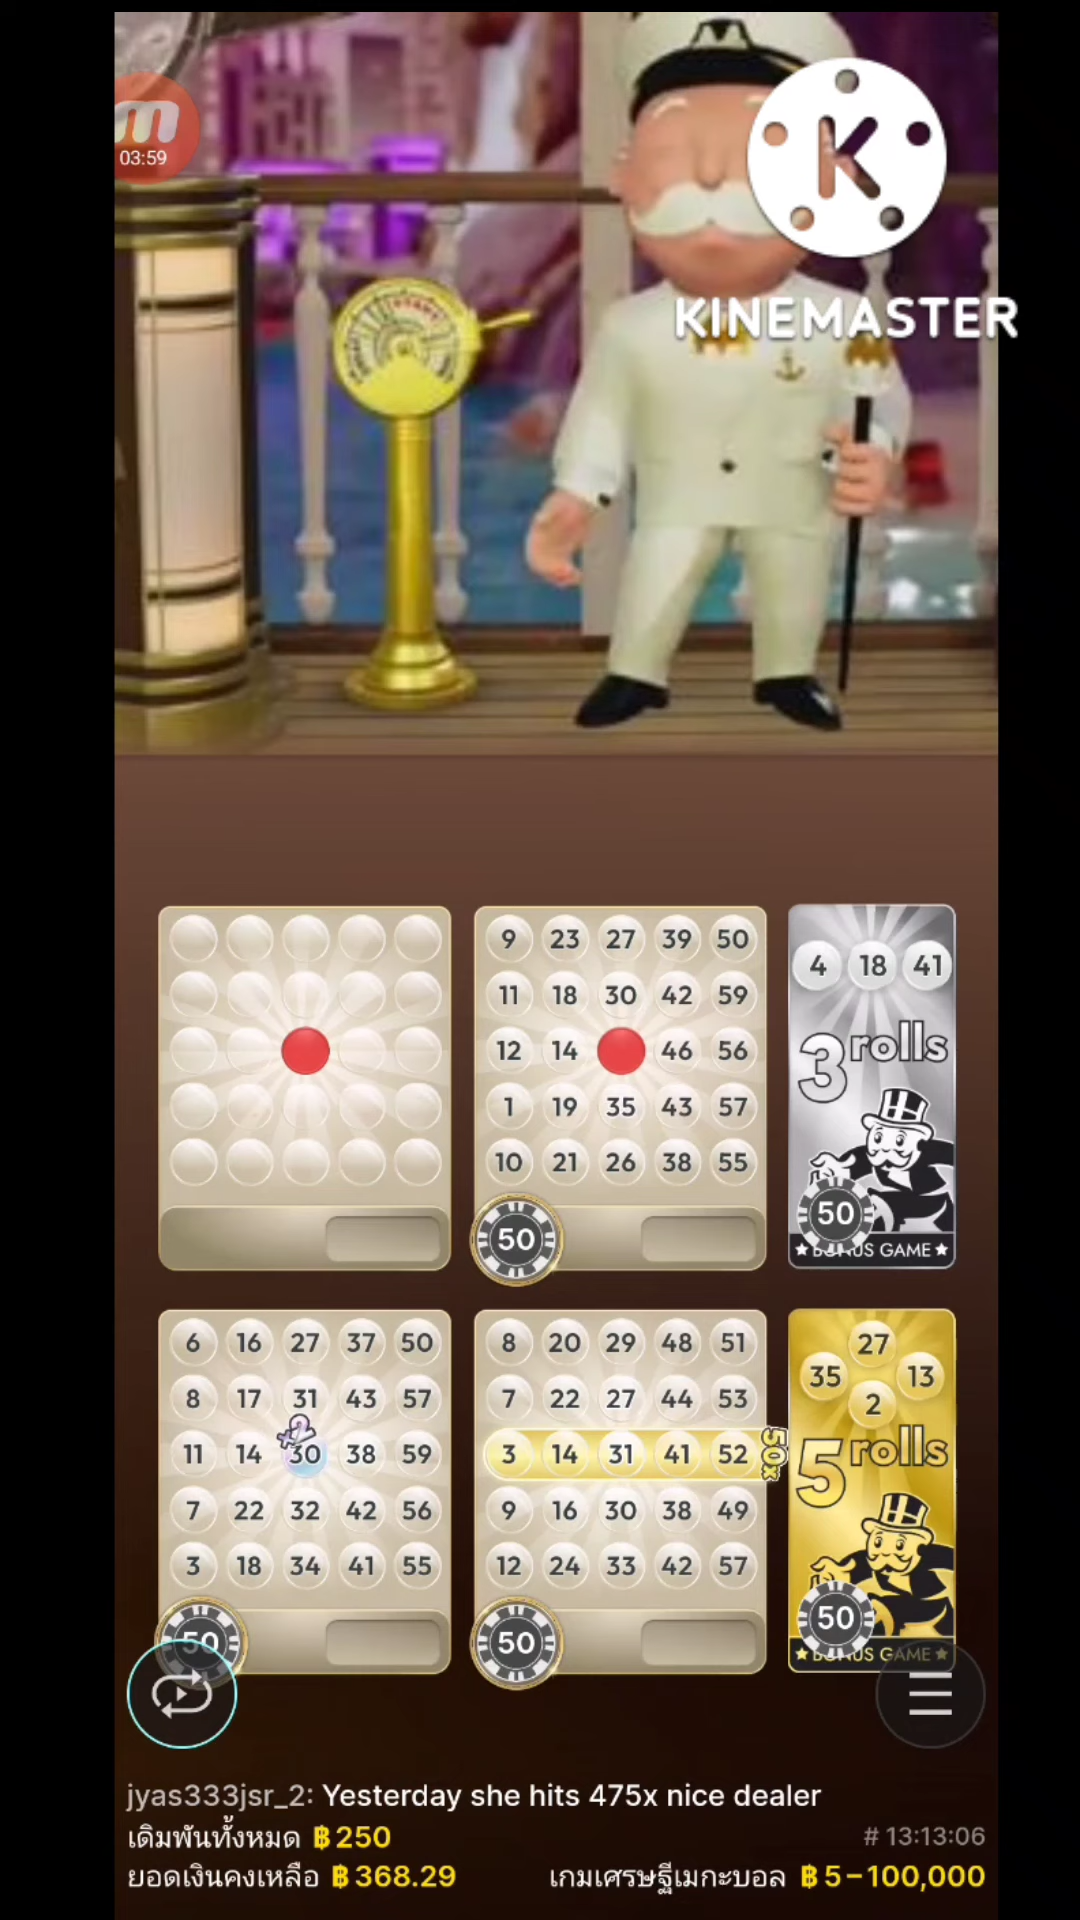 m
03:59
K
KINEMASTER
START
9 23 27 39 50
11 18 30 42 59
12 14 46 56
1 19 35 43 57
10 21 26 38 55
50
4 18 41
3 rolls
50
BONUS GAME
6 16 27 37 50
8 17 31 43 57
x2
11 14 30 38 59
7 22 32 42 56
3 18 34 41 55
50
8 20 29 48 51
7 22 27 44 53
3 14 31 41 52 50x
9 16 30 38 49
12 24 33 42 57
50
27
35 13
2
5 rolls
50
BONUS GAME
jyas333jsr_2: Yesterday she hits 475x nice dealer
เดิมพันทั้งหมด ฿250
# 13:13:06
ยอดเงินคงเหลือ ฿368.29
เกมเศรษฐีเมกะบอล ฿5–100,000